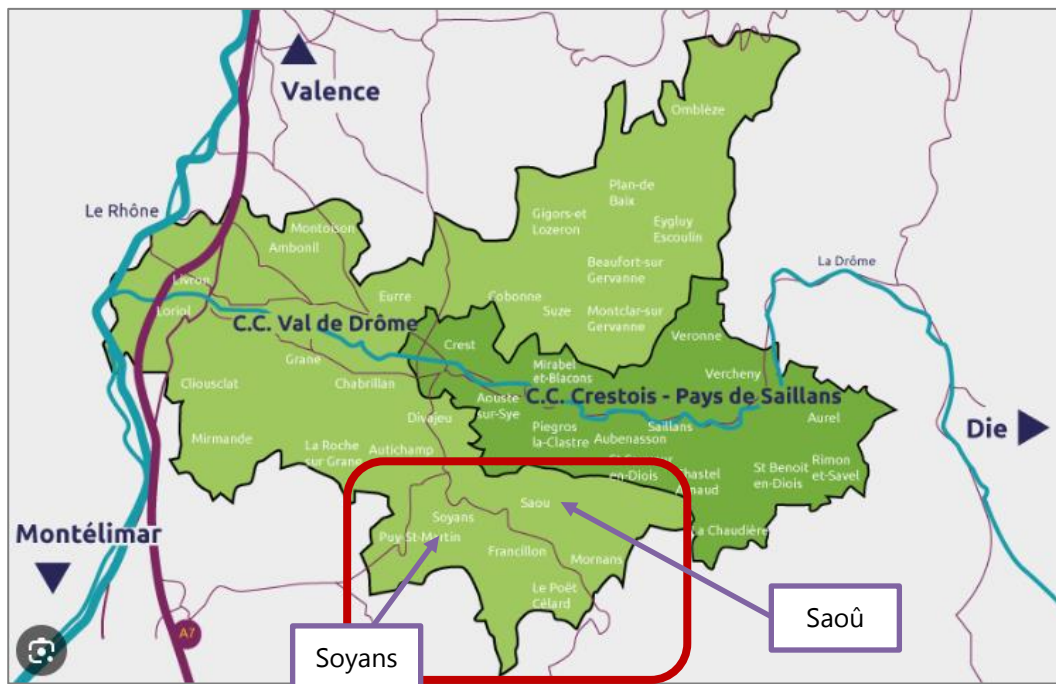 Valence
Omblèze
Plan-de
Baix
Le Rhône
Gigors-et
Lozeron
Montoison
Eygluy
Escoulin
Ambonil
Beaufort-sur
Gervanne
La Drôme
Livron
Eurre
Cobonne
Loriol
Suze
Montclar-sur
Gervanne
C.C. Val de Drôme
Veronne
Crest
Grane
Mirabel
et-Blacons
Vercheny
Cliousclat
Chabrillan
C.C. Crestois - Pays de Saillans
Aouste
sur-Sye
Divajeu
Aurel
Piegros
la-Clastre
Saillans
Aubenasson
Die
Mirmande
La Roche
sur Grane
Autichamp
en-Diois
Chastel
Arnaud
St Benoit
en-Diois
Rimon
et-Savel
Saou
Soyans
Montélimar
Puy-St-Martin
Francillon
Mornans
La Chaudière
Le Poët
Célard
A7
Soyans
Saoû